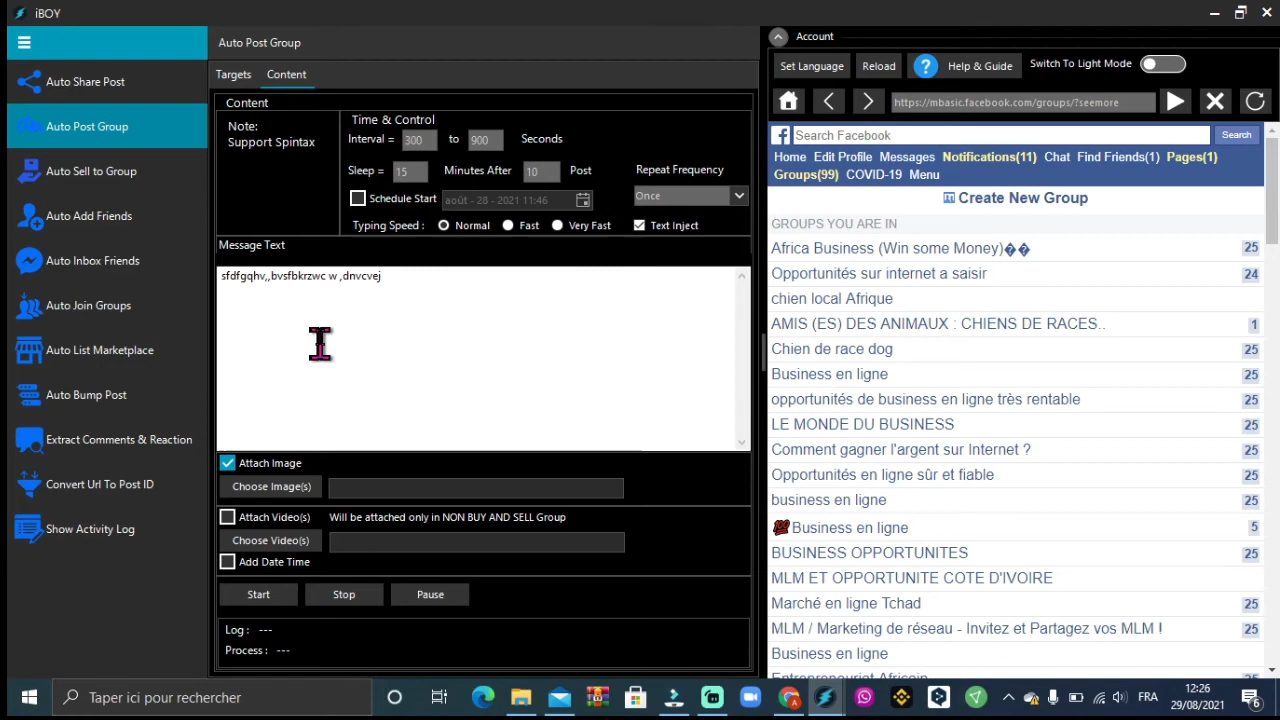 iBOY
Auto Share Post
Auto Post Group
Auto Sell to Group
Auto Add Friends
Auto Inbox Friends
Auto Join Groups
Auto List Marketplace
Auto Bump Post
Extract Comments & Reaction
Convert Url To Post ID
Show Activity Log
Auto Post Group
Targets Content
Content
Note:
Support Spintax
Time & Control
Interval = 300 to 900 Seconds
Sleep = 15 Minutes After 10 Post
Repeat Frequency
Once
Schedule Start août - 28 - 2021 11:46
Typing Speed : Normal Fast Very Fast Text Inject
Message Text
sfdfgqhv,,bvsfbkrzwc w ,dnvcvej
Attach Image
Choose Image(s)
Attach Video(s) Will be attached only in NON BUY AND SELL Group
Choose Video(s)
Add Date Time
Start Stop Pause
Log : ---
Process : ---
Account
Set Language Reload ? Help & Guide Switch To Light Mode
https://mbasic.facebook.com/groups/?seemore
f Search Facebook Search
Home Edit Profile Messages Notifications(11) Chat Find Friends(1) Pages(1)
Groups(99) COVID-19 Menu
Create New Group
GROUPS YOU ARE IN
Africa Business (Win some Money)�� 25
Opportunités sur internet a saisir 24
chien local Afrique
AMIS (ES) DES ANIMAUX : CHIENS DE RACES.. 1
Chien de race dog 25
Business en ligne 25
opportunités de business en ligne très rentable 25
LE MONDE DU BUSINESS 25
Comment gagner l'argent sur Internet ? 25
Opportunités en ligne sûr et fiable 25
business en ligne 25
💯Business en ligne 5
BUSINESS OPPORTUNITES 25
MLM ET OPPORTUNITE COTE D'IVOIRE
Marché en ligne Tchad 25
MLM / Marketing de réseau - Invitez et Partagez vos MLM ! 25
Business en ligne
Taper ici pour rechercher
FRA
12:26
29/08/2021
6